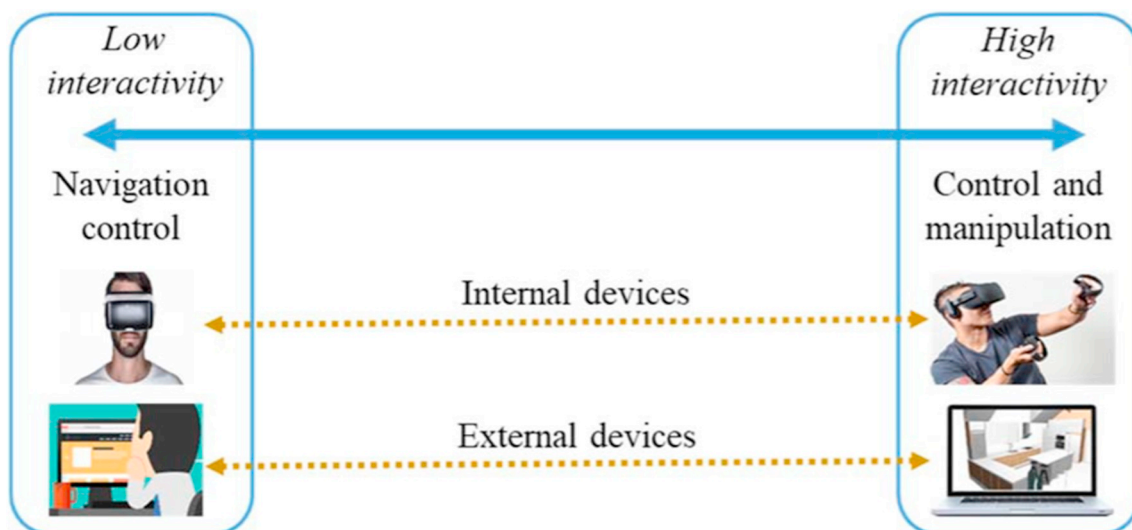 Low
interactivity
High
interactivity
Navigation
control
Control and
manipulation
Internal devices
External devices